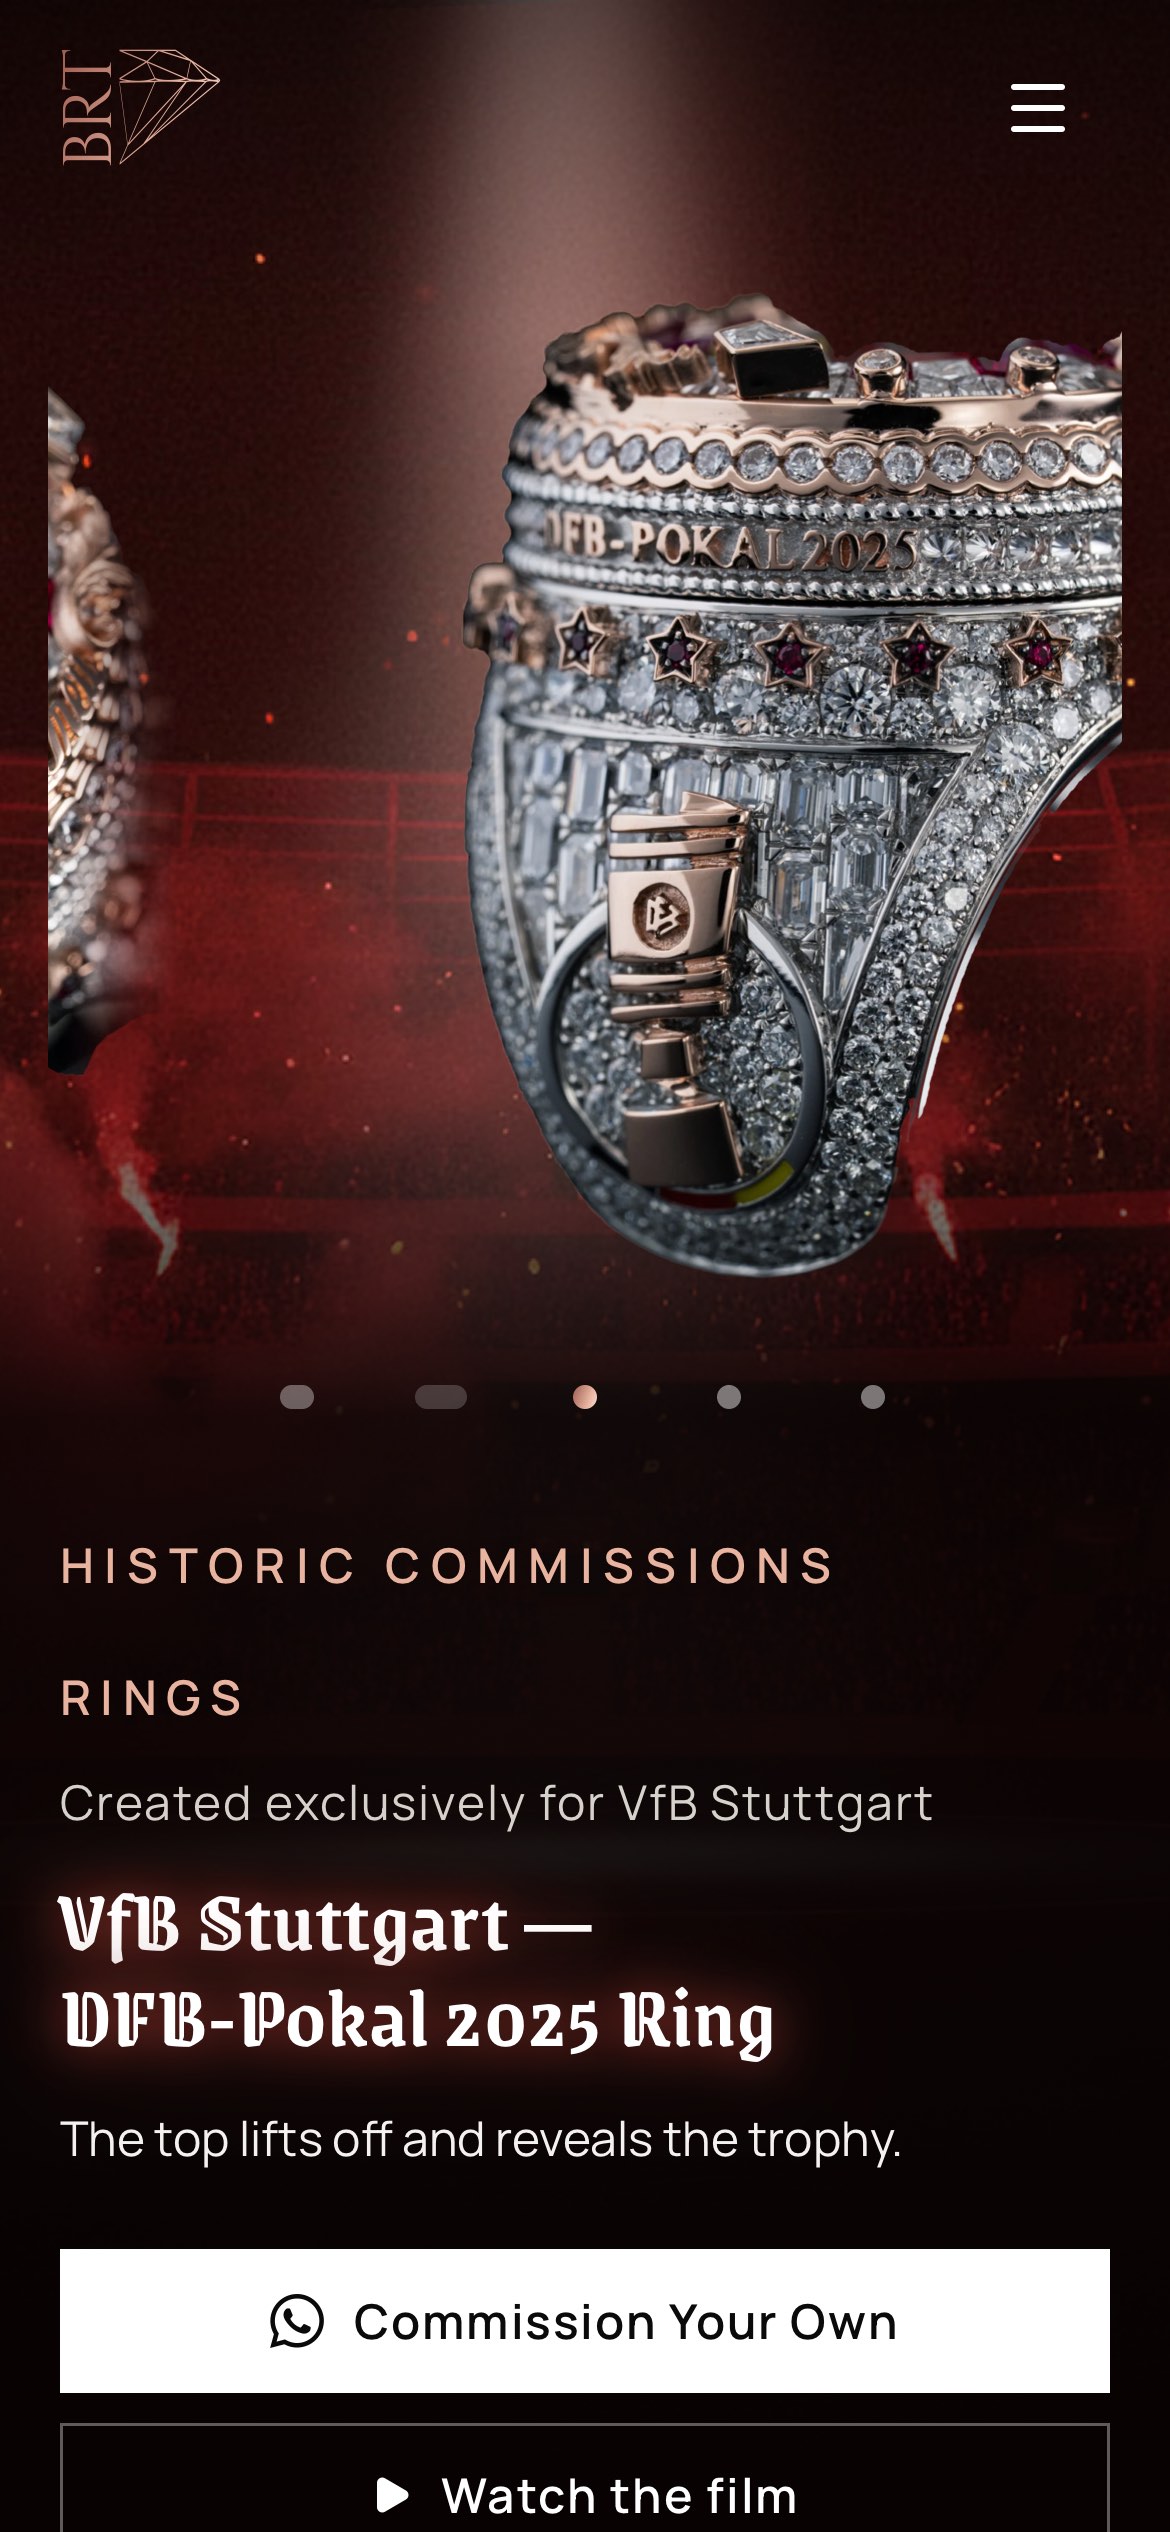 BRT
DFB-POKAL 2025
HISTORIC COMMISSIONS
RINGS
Created exclusively for VfB Stuttgart
VfB Stuttgart —
DFB-Pokal 2025 Ring
The top lifts off and reveals the trophy.
Commission Your Own
Watch the film